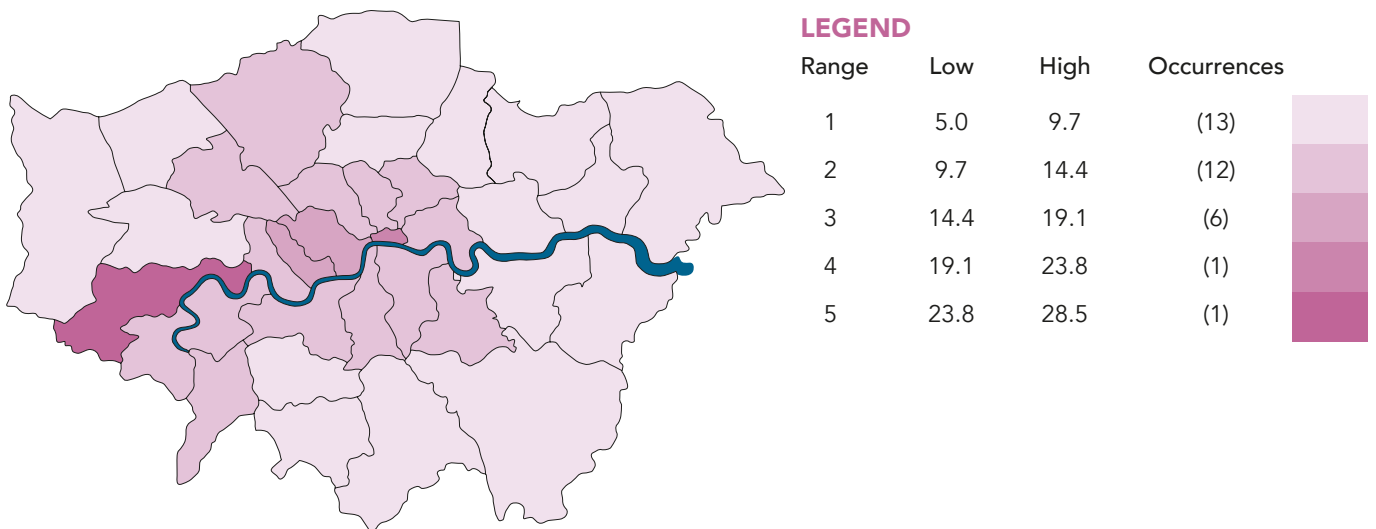 LEGEND
Range Low High Occurrences
1 5.0 9.7 (13)
2 9.7 14.4 (12)
3 14.4 19.1 (6)
4 19.1 23.8 (1)
5 23.8 28.5 (1)